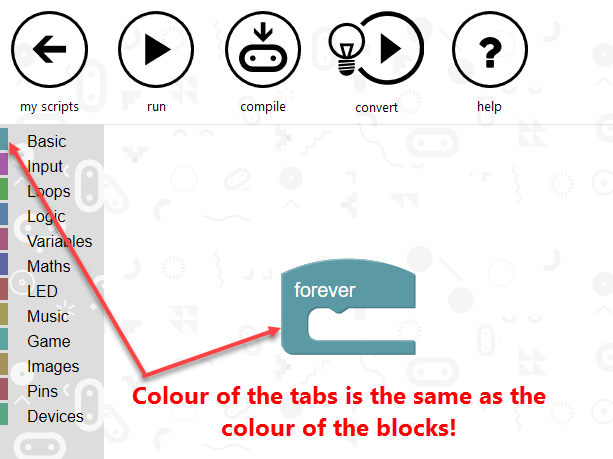 my scripts
run
compile
convert
help
Basic
Input
Loops
Logic
Variables
Maths
LED
Music
Game
Images
Pins
Devices
forever
Colour of the tabs is the same as the
colour of the blocks!